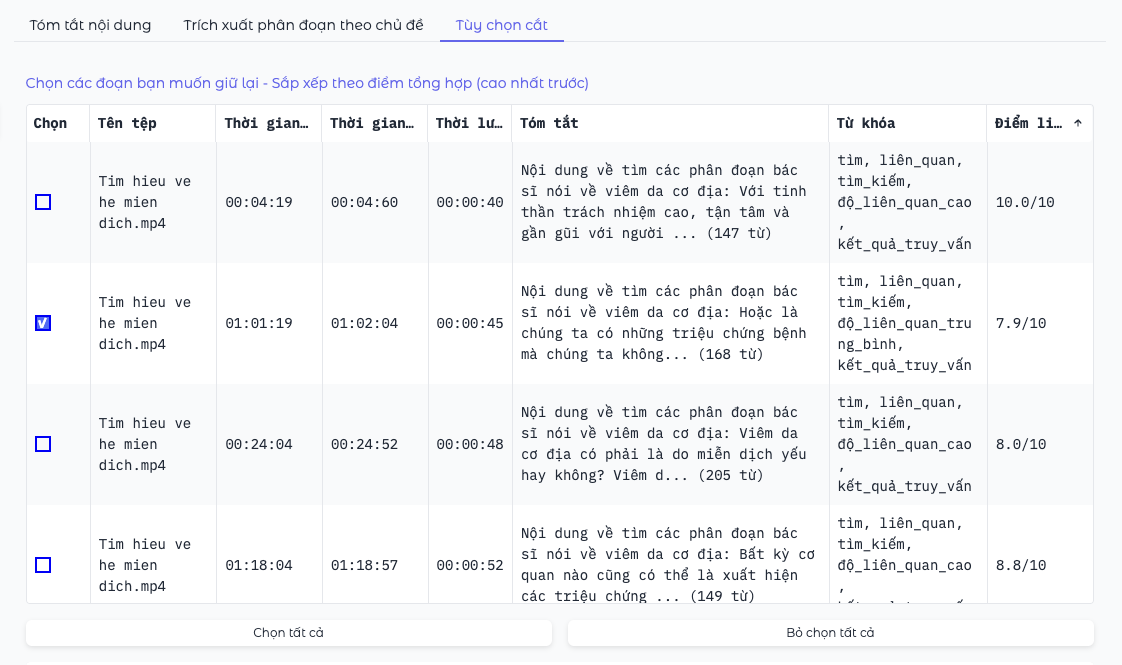 Tóm tắt nội dung Trích xuất phân đoạn theo chủ đề Tùy chọn cắt
Chọn các đoạn bạn muốn giữ lại - Sắp xếp theo điểm tổng hợp (cao nhất trước)
Chọn Tên tệp Thời gian… Thời gian… Thời lư… Tóm tắt Từ khóa Điểm li… ↑
Tim hieu ve
he mien
dich.mp4
00:04:19 00:04:60 00:00:40
Nội dung về tìm các phân đoạn bác
sĩ nói về viêm da cơ địa: Với tinh
thần trách nhiệm cao, tận tâm và
gần gũi với người ... (147 từ)
tìm, liên_quan,
tìm_kiếm,
độ_liên_quan_cao
,
kết_quả_truy_vấn
10.0/10
Tim hieu ve
he mien
dich.mp4
01:01:19 01:02:04 00:00:45
Nội dung về tìm các phân đoạn bác
sĩ nói về viêm da cơ địa: Hoặc là
chúng ta có những triệu chứng bệnh
mà chúng ta không... (168 từ)
tìm, liên_quan,
tìm_kiếm,
độ_liên_quan_tru
ng_bình,
kết_quả_truy_vấn
7.9/10
Tim hieu ve
he mien
dich.mp4
00:24:04 00:24:52 00:00:48
Nội dung về tìm các phân đoạn bác
sĩ nói về viêm da cơ địa: Viêm da
cơ địa có phải là do miễn dịch yếu
hay không? Viêm d... (205 từ)
tìm, liên_quan,
tìm_kiếm,
độ_liên_quan_cao
,
kết_quả_truy_vấn
8.0/10
Tim hieu ve
he mien
dich.mp4
01:18:04 01:18:57 00:00:52
Nội dung về tìm các phân đoạn bác
sĩ nói về viêm da cơ địa: Bất kỳ cơ
quan nào cũng có thể là xuất hiện
các triệu chứng ... (149 từ)
tìm, liên_quan,
tìm_kiếm,
độ_liên_quan_cao
,
8.8/10
Chọn tất cả Bỏ chọn tất cả